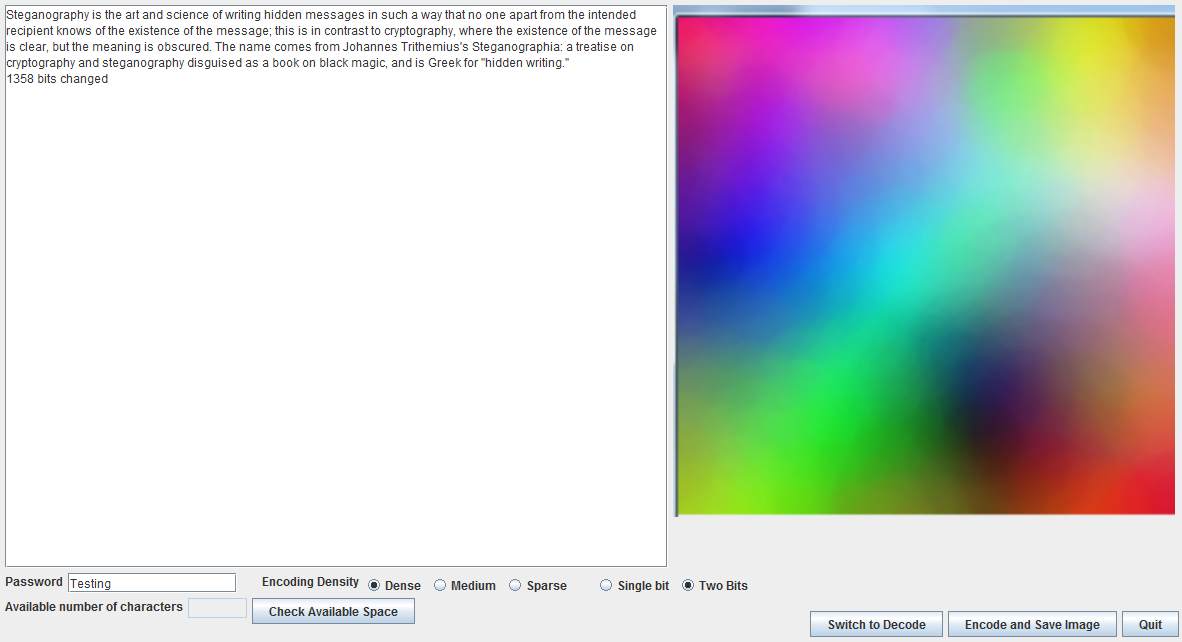 Steganography is the art and science of writing hidden messages in such a way that no one apart from the intended
recipient knows of the existence of the message; this is in contrast to cryptography, where the existence of the message
is clear, but the meaning is obscured. The name comes from Johannes Trithemius's Steganographia: a treatise on
cryptography and steganography disguised as a book on black magic, and is Greek for "hidden writing."
1358 bits changed
Password Testing Encoding Density Dense Medium Sparse Single bit Two Bits
Available number of characters Check Available Space
Switch to Decode Encode and Save Image Quit